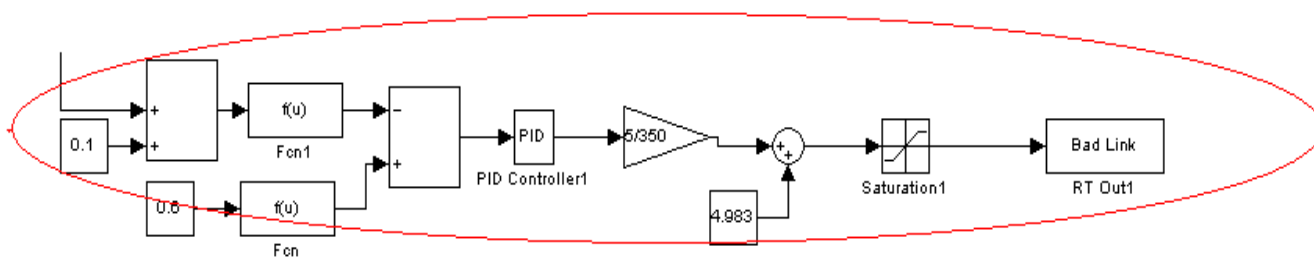 +
+
0.1
f(u)
Fcn1
-
+
0.6
f(u)
Fcn
PID
PID Controller1
5/350
+
+
4.983
Saturation1
Bad Link
RT Out1